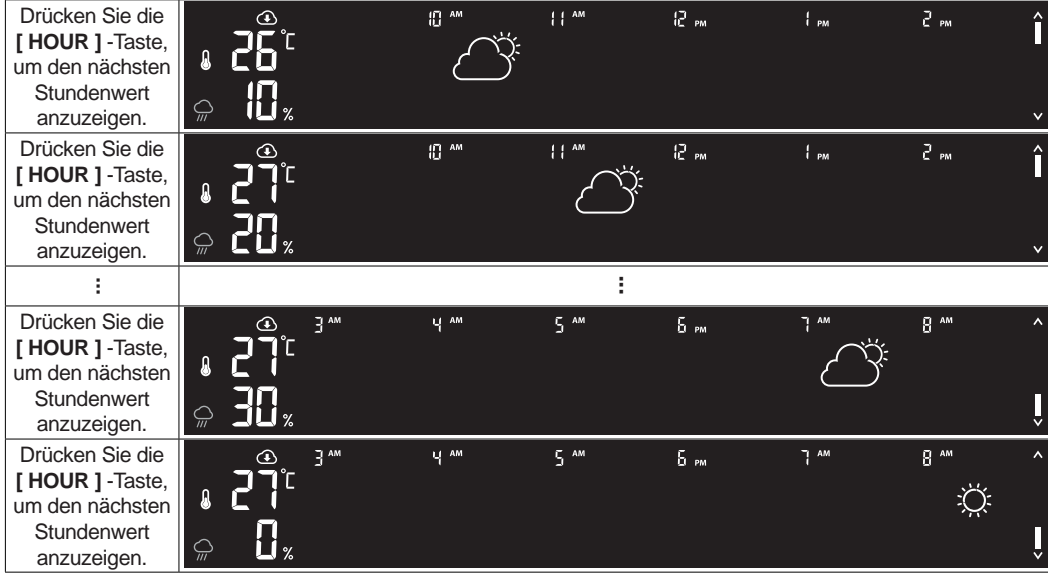 Drücken Sie die
[ HOUR ] -Taste,
um den nächsten
Stundenwert
anzuzeigen.
10 AM 11 AM 12 PM 1 PM 2 PM
26°C
10%
Drücken Sie die
[ HOUR ] -Taste,
um den nächsten
Stundenwert
anzuzeigen.
10 AM 11 AM 12 PM 1 PM 2 PM
27°C
20%
⋮ ⋮
Drücken Sie die
[ HOUR ] -Taste,
um den nächsten
Stundenwert
anzuzeigen.
3 AM 4 AM 5 AM 6 PM 7 AM 8 AM
27°C
30%
Drücken Sie die
[ HOUR ] -Taste,
um den nächsten
Stundenwert
anzuzeigen.
3 AM 4 AM 5 AM 6 PM 7 AM 8 AM
27°C
0%